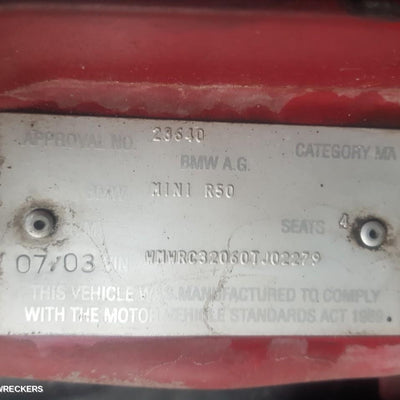 APPROVAL NO. 23640 CATEGORY MA
BMW A.G.
MINI R50
SEATS 4
07/03 VIN WMWRC32060TJ02279
THIS VEHICLE WAS MANUFACTURED TO COMPLY
WITH THE MOTOR VEHICLE STANDARDS ACT 1989.
WRECKERS